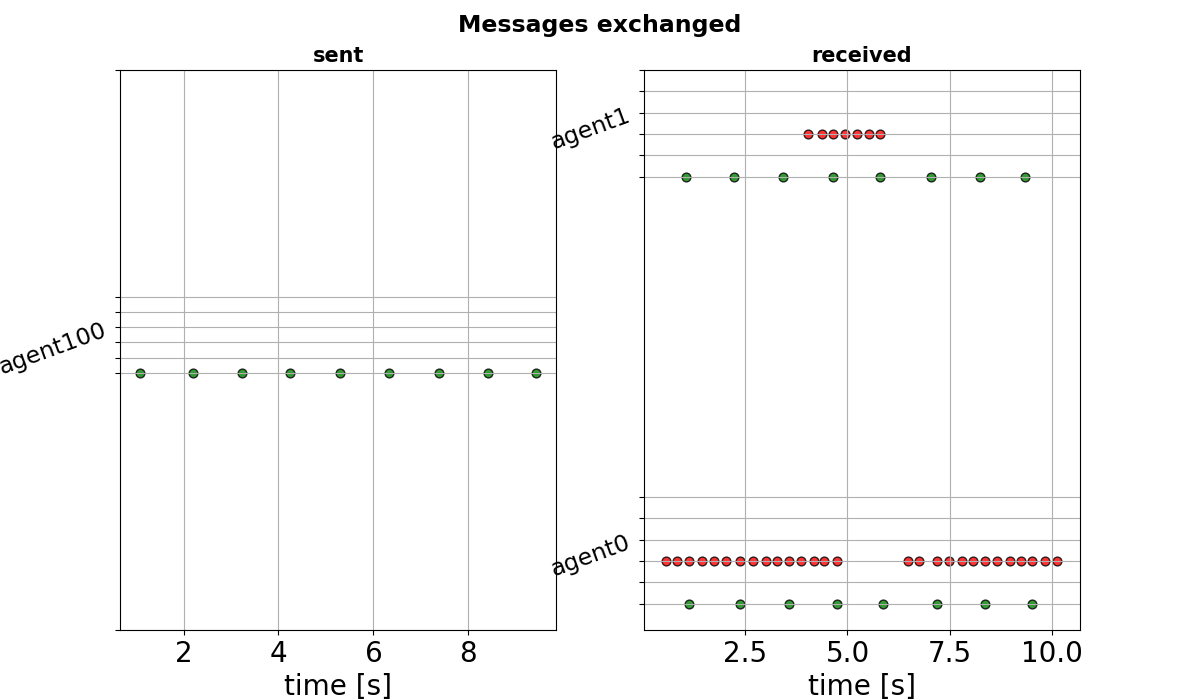 Messages exchanged
sent
received
agent100
2 4 6 8
time [s]
agent1
agent0
2.5 5.0 7.5 10.0
time [s]